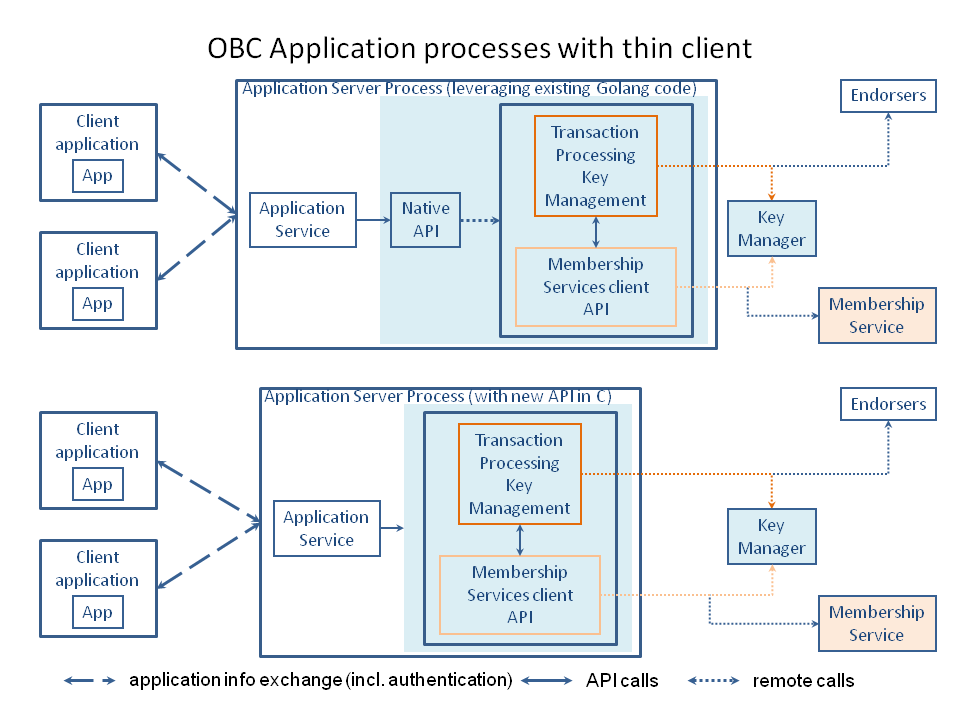 OBC Application processes with thin client
Application Server Process (leveraging existing Golang code)
Client
application
App
Client
application
App
Application
Service
Native
API
Transaction
Processing
Key
Management
Membership
Services client
API
Endorsers
Key
Manager
Membership
Service
Application Server Process (with new API in C)
Client
application
App
Client
application
App
Application
Service
Transaction
Processing
Key
Management
Membership
Services client
API
Endorsers
Key
Manager
Membership
Service
application info exchange (incl. authentication)
API calls
remote calls